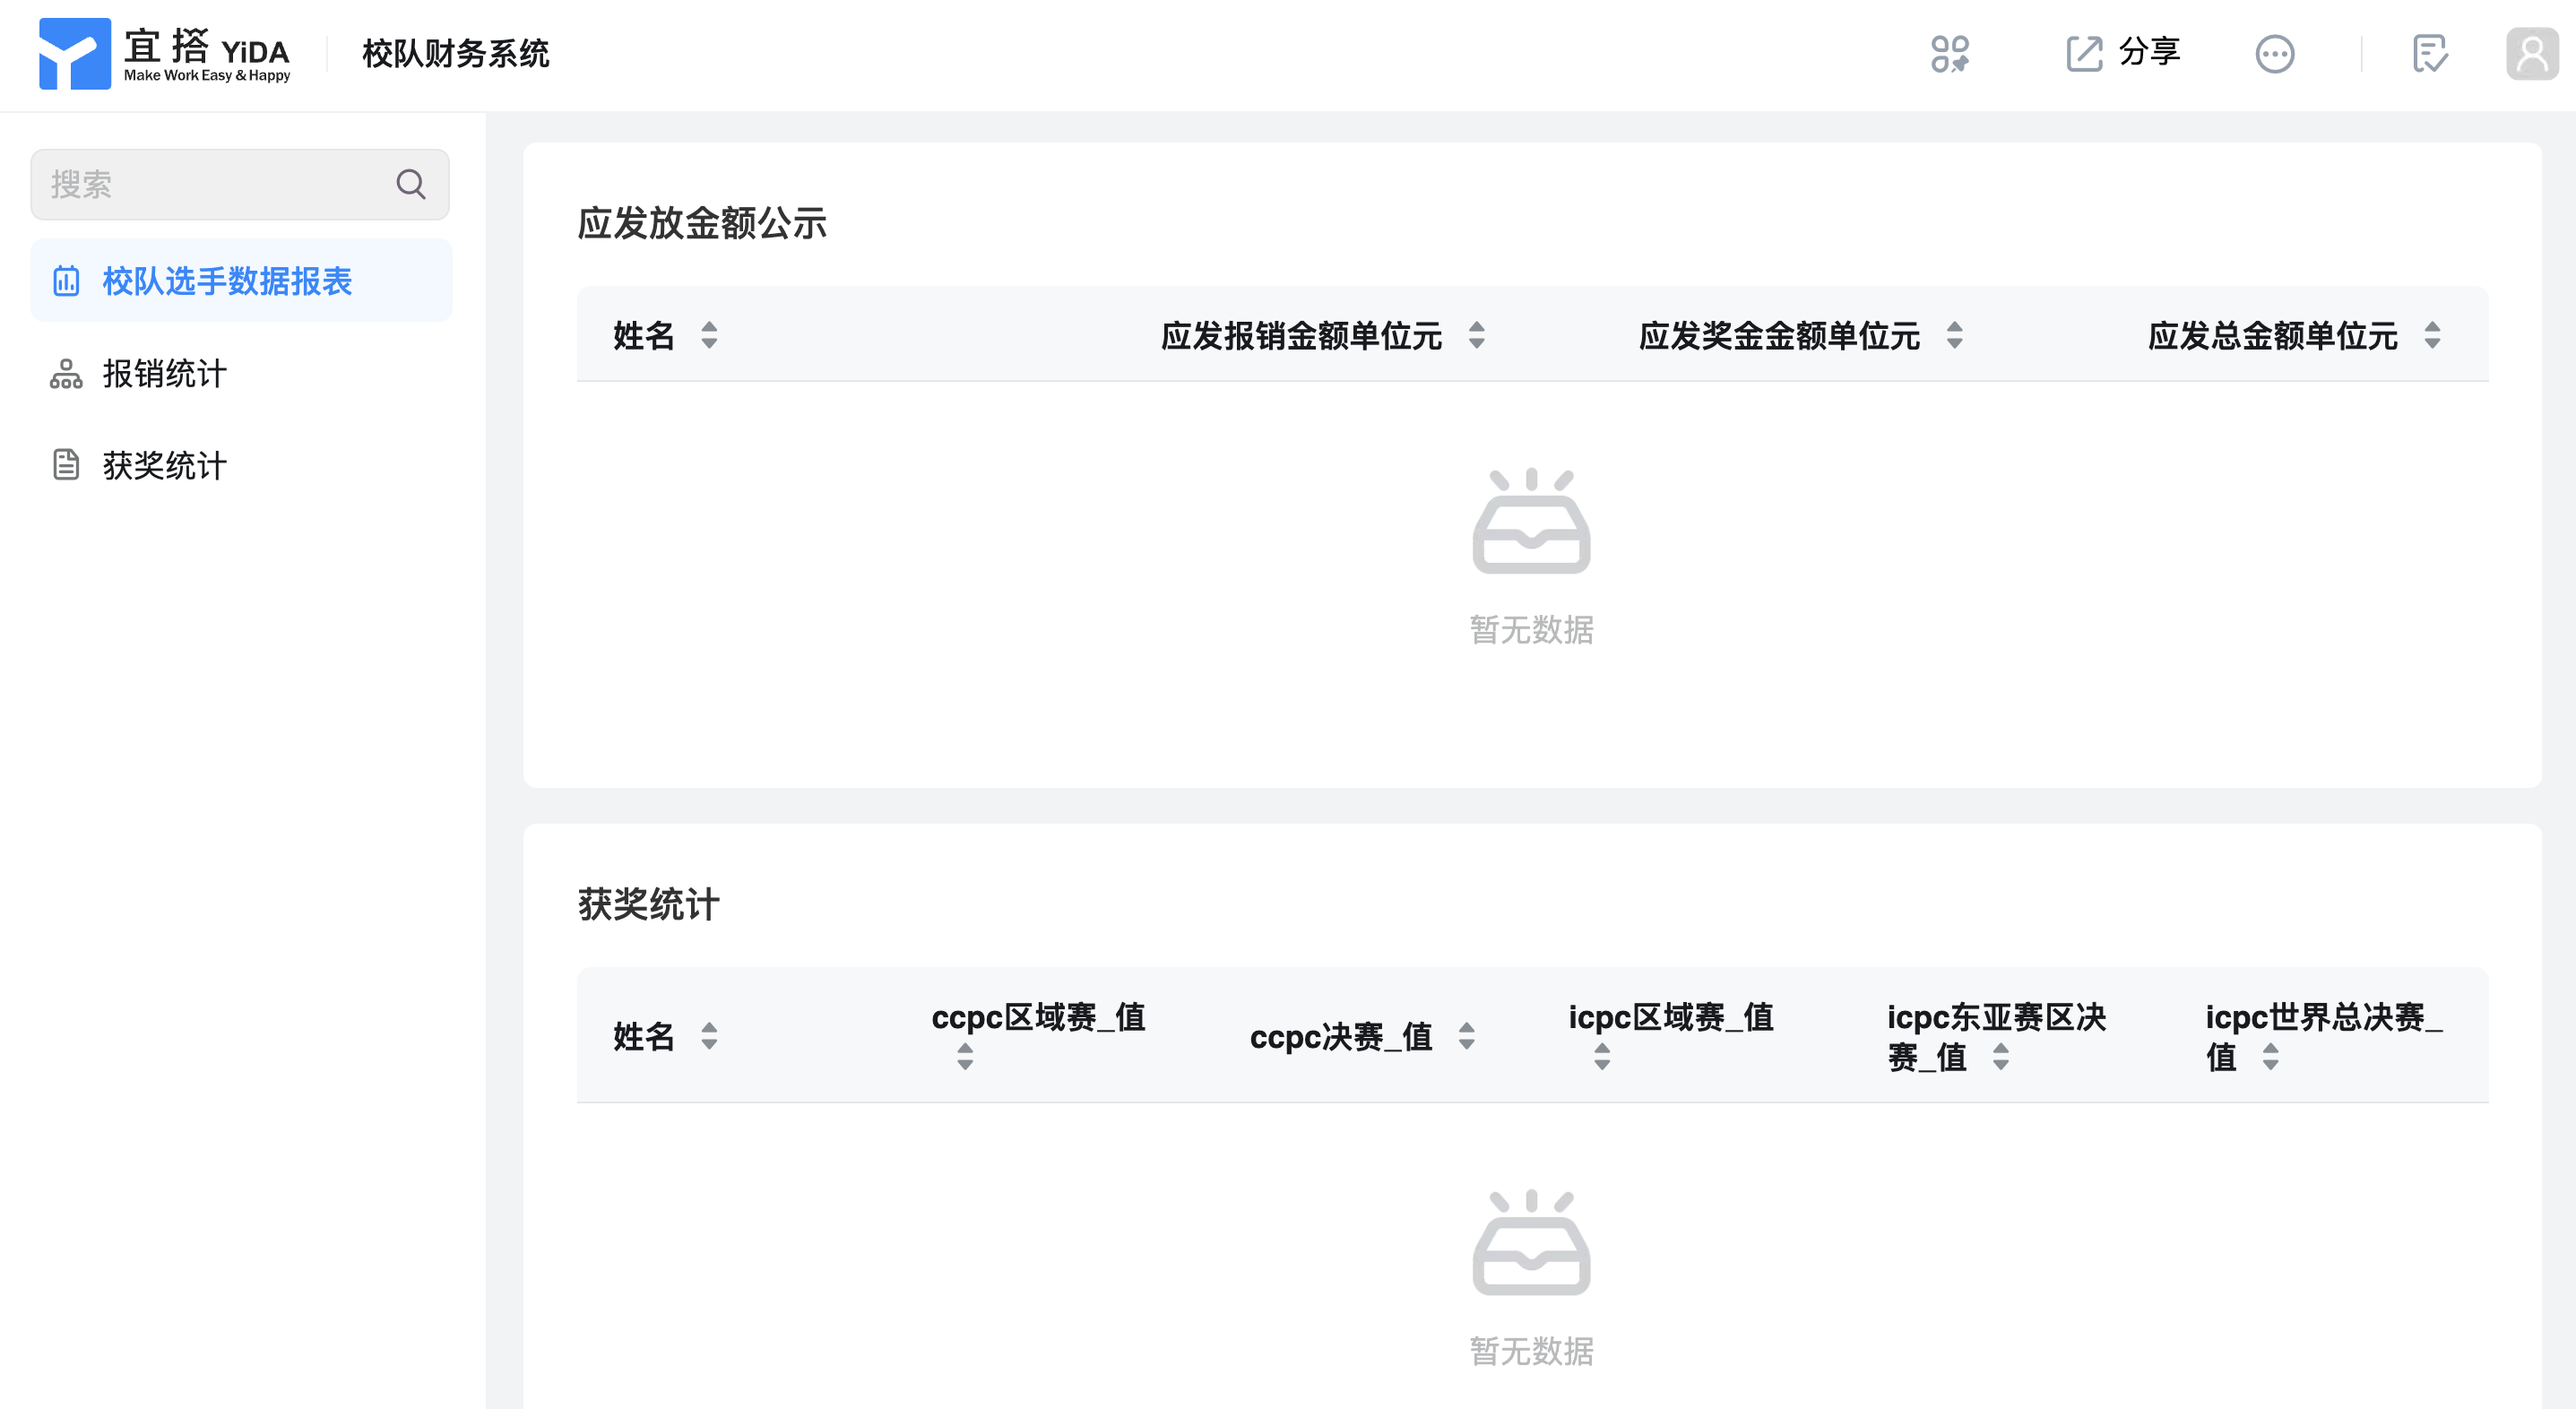 宜搭 YiDA
Make Work Easy & Happy
校队财务系统
分享
搜索
校队选手数据报表
报销统计
获奖统计
应发放金额公示
姓名
应发报销金额单位元
应发奖金金额单位元
应发总金额单位元
暂无数据
获奖统计
姓名
ccpc区域赛_值
ccpc决赛_值
icpc区域赛_值
icpc东亚赛区决
赛_值
icpc世界总决赛_
值
暂无数据